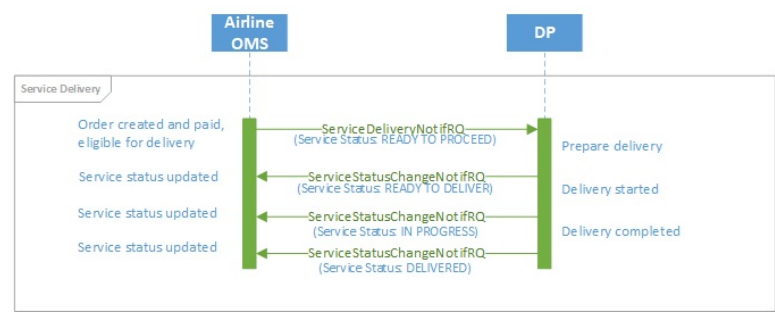 Airline
OMS
DP
Service Delivery
Order created and paid,
eligible for delivery
ServiceDeliveryNotifRQ
(Service Status: READY TO PROCEED)
Prepare delivery
Service status updated
ServiceStatusChangeNotifRQ
(Service Status: READY TO DELIVER)
Delivery started
Service status updated
ServiceStatusChangeNotifRQ
(Service Status: IN PROGRESS)
Delivery completed
Service status updated
ServiceStatusChangeNotifRQ
(Service Status: DELIVERED)